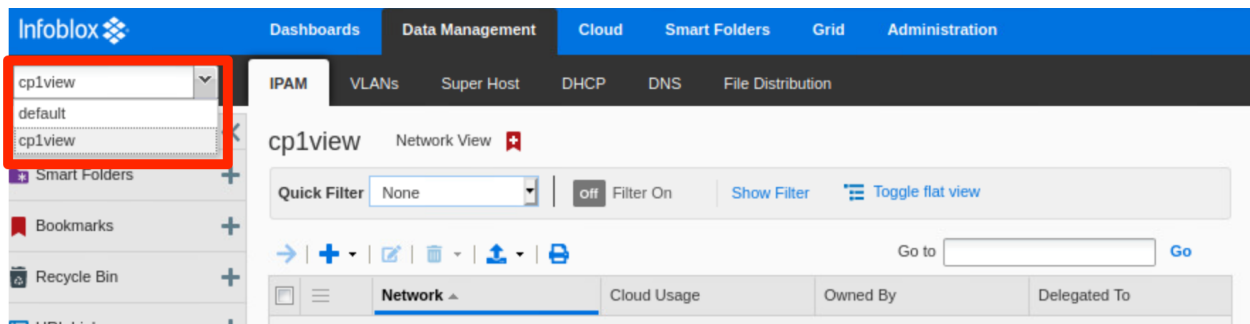 Infoblox
Dashboards Data Management Cloud Smart Folders Grid Administration
cp1view
IPAM VLANs Super Host DHCP DNS File Distribution
default
cp1view
cp1view Network View
Smart Folders
Quick Filter None Off Filter On Show Filter Toggle flat view
Bookmarks
Go to Go
Recycle Bin
Network Cloud Usage Owned By Delegated To